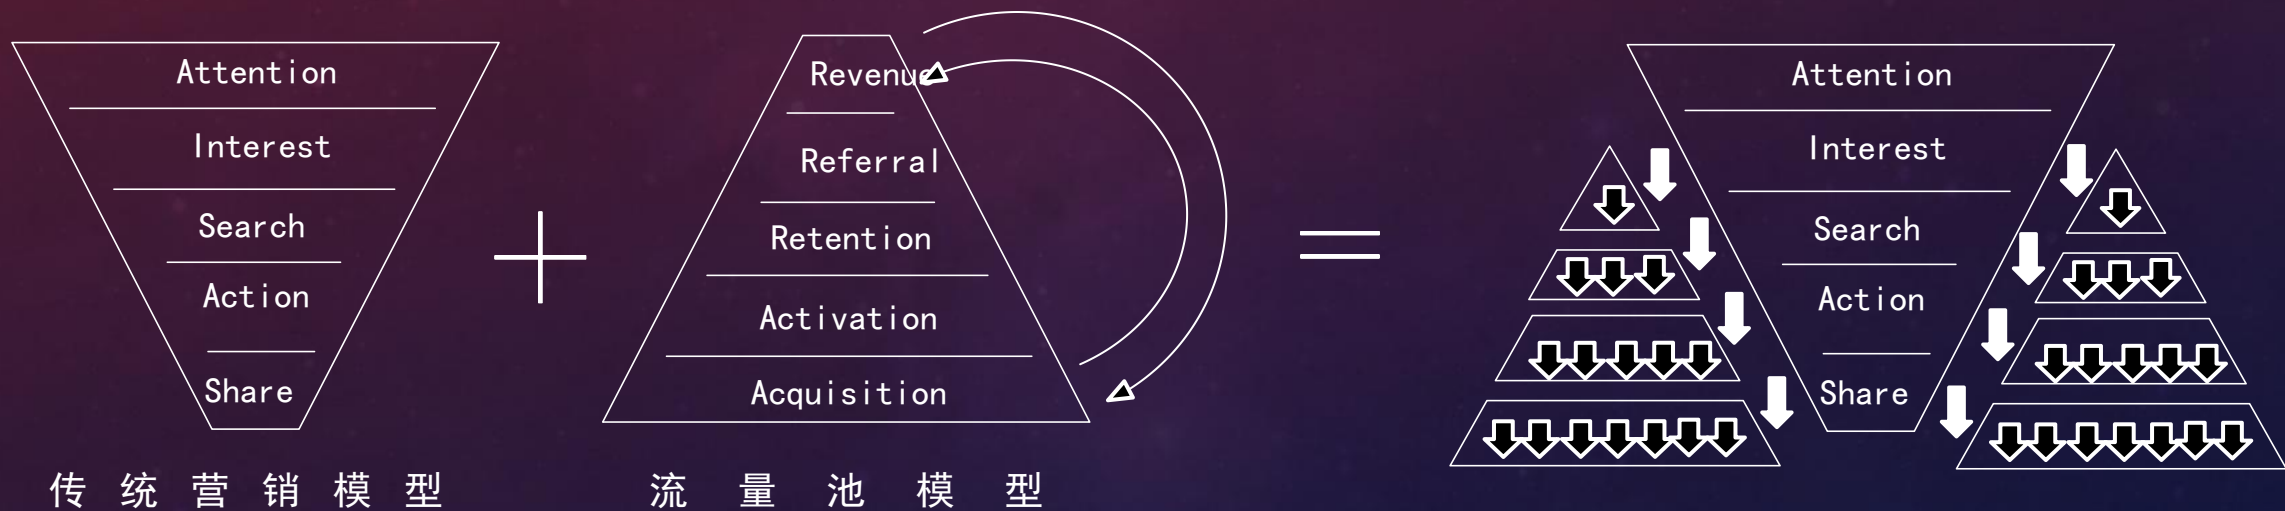 Attention
Interest
Search
Action
Share
传统营销模型
Revenue
Referral
Retention
Activation
Acquisition
流量池模型
Attention
Interest
Search
Action
Share